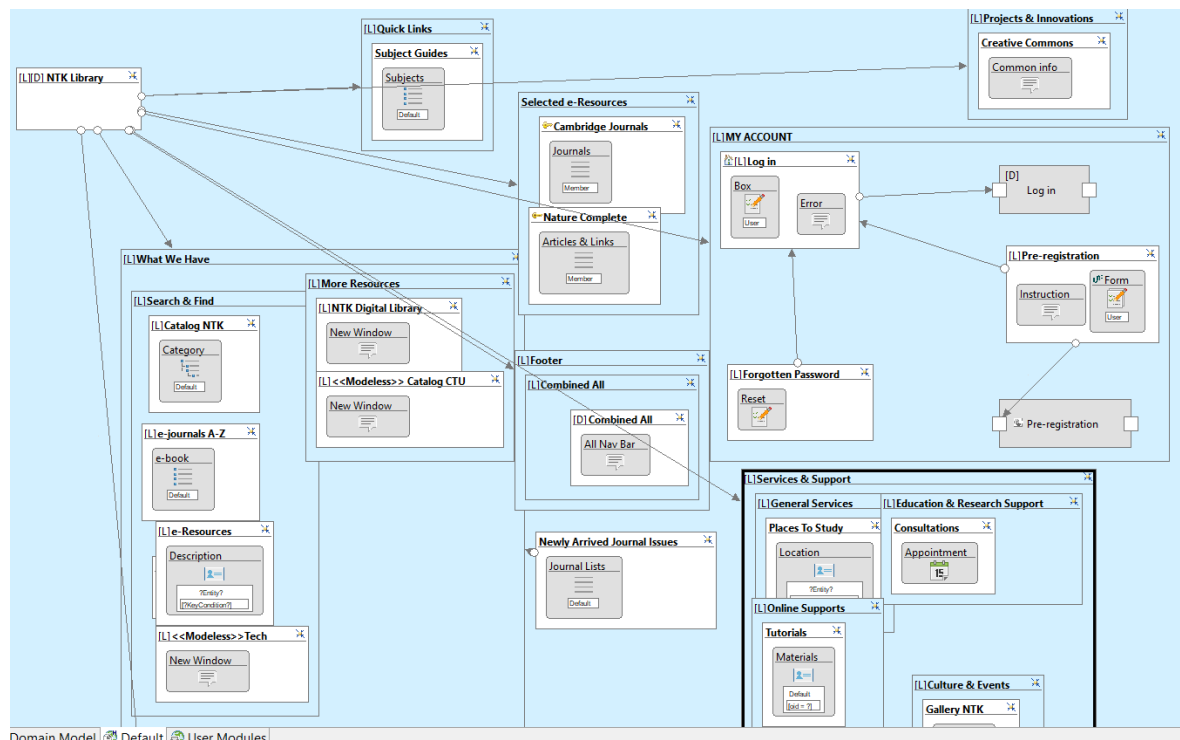 [L]Quick Links
Subject Guides
Subjects
Default
[L]Projects & Innovations
Creative Commons
Common info
[L][D] NTK Library
Selected e-Resources
Cambridge Journals
Journals
Member
Nature Complete
Articles & Links
Member
[L]MY ACCOUNT
[L]Log in
Box
User
Error
[D]
Log in
[L]Pre-registration
Instruction
Form
User
[L]Forgotten Password
Reset
Pre-registration
[L]What We Have
[L]Search & Find
[L]Catalog NTK
Category
Default
[L]e-journals A-Z
e-book
Default
[L]e-Resources
Description
?Entity?
[?KeyCondition?]
[L]<<Modeless>>Tech
New Window
[L]More Resources
[L]NTK Digital Library
New Window
[L]<<Modeless>> Catalog CTU
New Window
[L]Footer
[L]Combined All
[D]Combined All
All Nav Bar
Newly Arrived Journal Issues
Journal Lists
Default
[L]Services & Support
[L]General Services
Places To Study
Location
?Entity?
[L]Education & Research Support
Consultations
Appointment
15
[L]Online Supports
Tutorials
Materials
Default
[oid = ?]
[L]Culture & Events
Gallery NTK
Domain Model
Default
User Modules